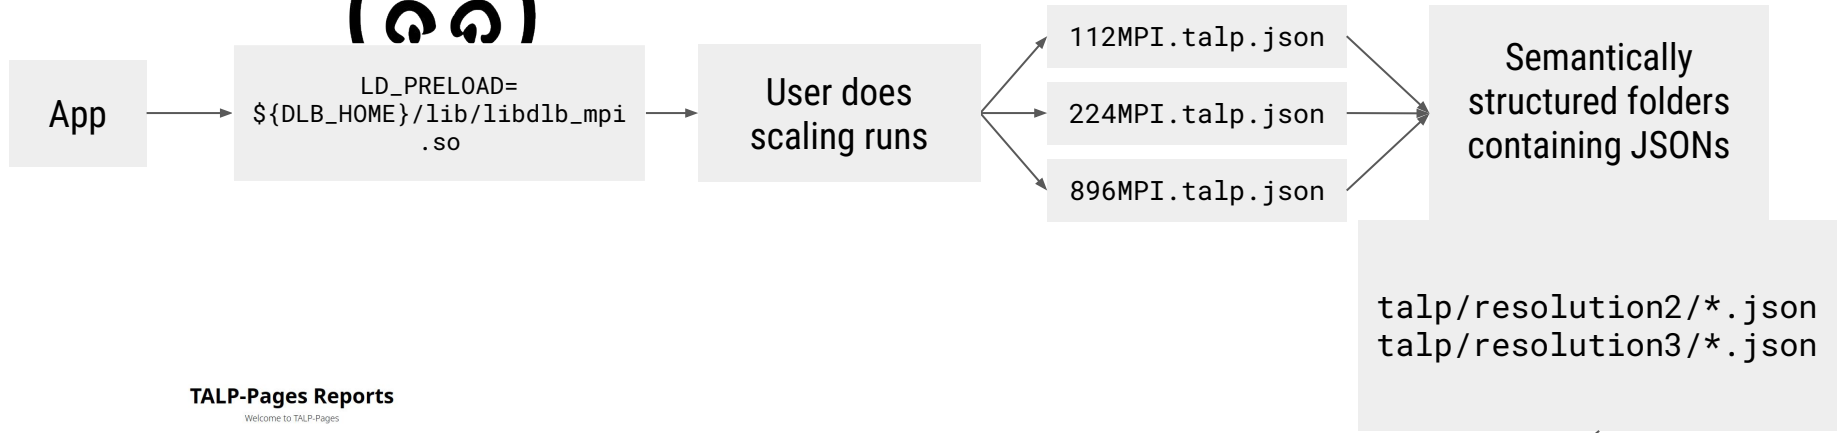 App
LD_PRELOAD=
${DLB_HOME}/lib/libdlb_mpi
.so
User does
scaling runs
112MPI.talp.json
224MPI.talp.json
896MPI.talp.json
Semantically
structured folders
containing JSONs
talp/resolution2/*.json
talp/resolution3/*.json
TALP-Pages Reports
Welcome to TALP-Pages